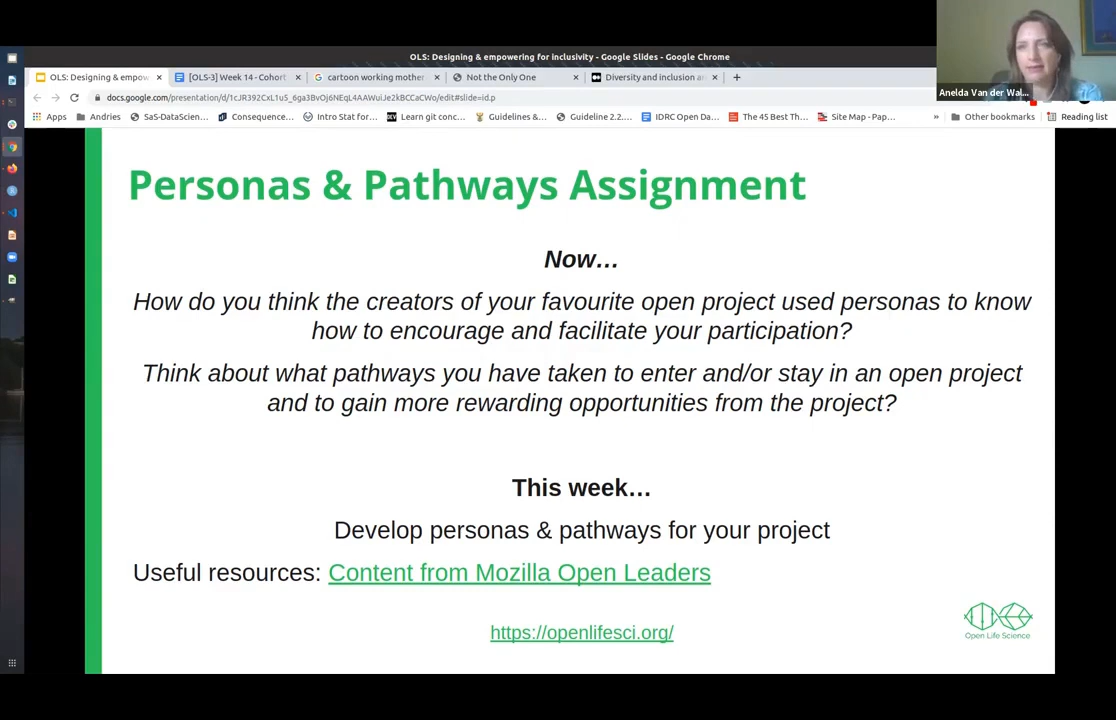 OLS: Designing & empowering for inclusivity - Google Slides - Google Chrome
OLS: Designing & empow
[OLS-3] Week 14 - Cohort
cartoon working mothe
Not the Only One
Diversity and inclusion a
docs.google.com/presentation/d/1cJR392CxL1uS_6ga3BvOj6NEqL4AAWuiJe2kBCCaCWo/edit#slide=id.p
Anelda Van der Wal...
Apps
Andries
SaS-DataScien...
Consequence...
Intro Stat for...
Learn git conc...
Guidelines &...
Guideline 2.2....
IDRC Open Da...
The 45 Best Th...
Site Map - Pap...
»
Other bookmarks
Reading list
Personas & Pathways Assignment
Now...
How do you think the creators of your favourite open project used personas to know
how to encourage and facilitate your participation?
Think about what pathways you have taken to enter and/or stay in an open project
and to gain more rewarding opportunities from the project?
This week...
Develop personas & pathways for your project
Useful resources: Content from Mozilla Open Leaders
https://openlifesci.org/
Open Life Science